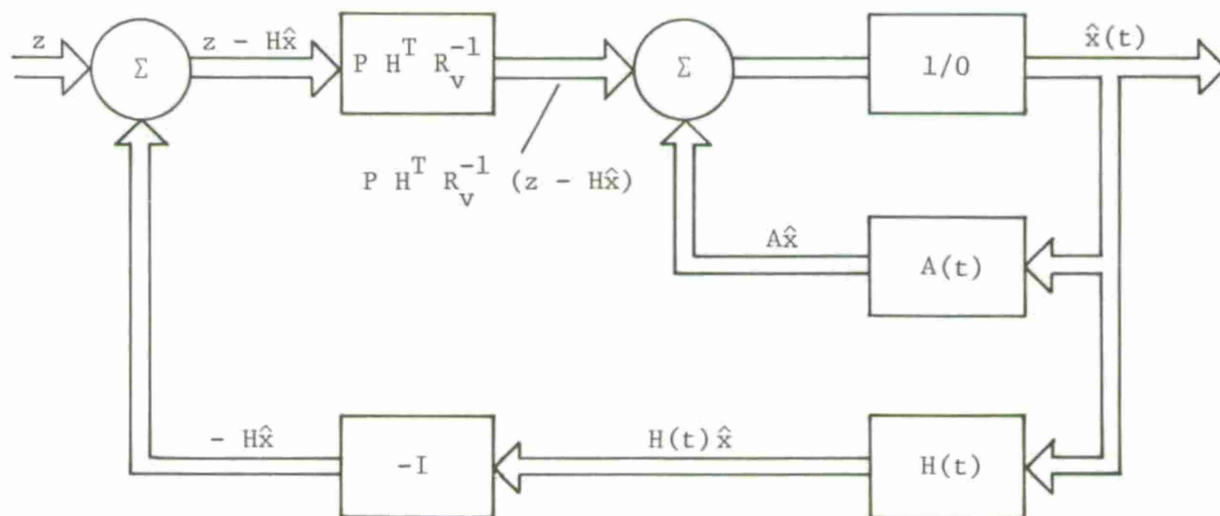 z
Σ
z - Hx̂
P H^T R_v^-1
Σ
1/0
x̂(t)
P H^T R_v^-1 (z - Hx̂)
Ax̂
A(t)
- Hx̂
-I
H(t)x̂
H(t)